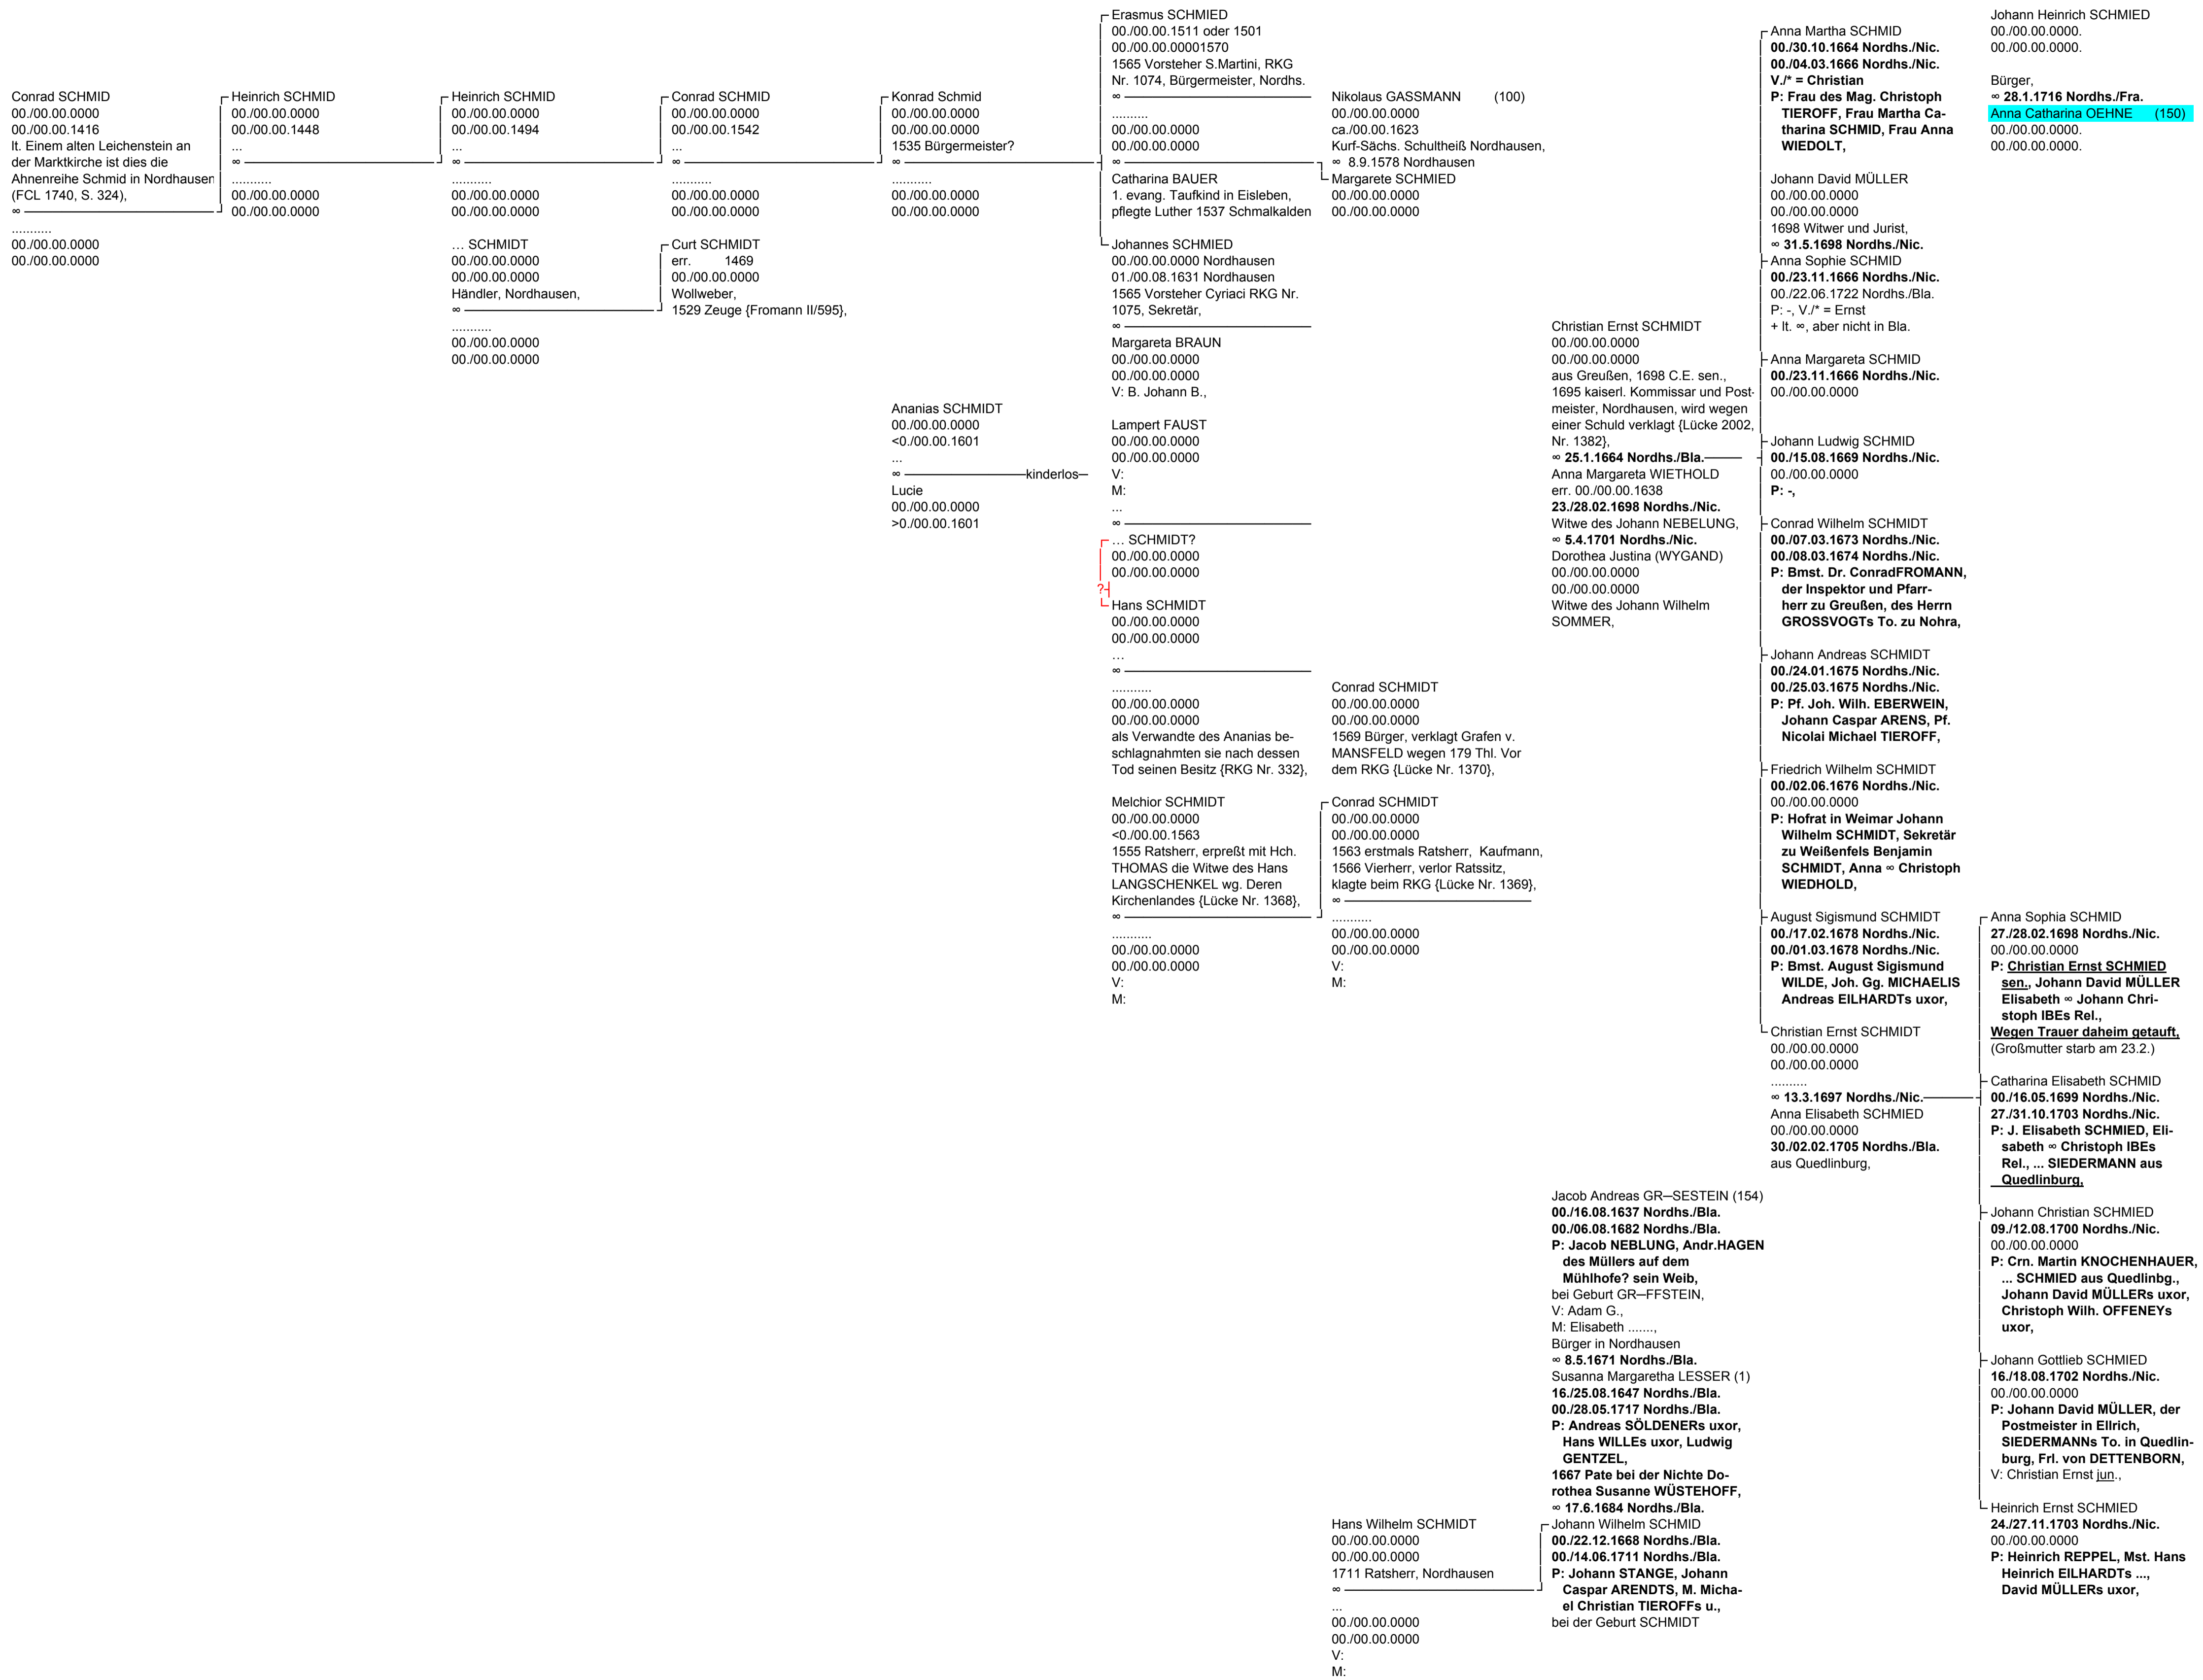 Conrad SCHMID
00./00.00.0000
00./00.00.1416
lt. Einem alten Leichenstein an
der Marktkirche ist dies die
Ahnenreihe Schmid in Nordhausen
(FCL 1740, S. 324),
∞
...........
00./00.00.0000
00./00.00.0000
Heinrich SCHMID
00./00.00.0000
00./00.00.1448
...
∞
...........
00./00.00.0000
00./00.00.0000
Heinrich SCHMID
00./00.00.0000
00./00.00.1494
...
∞
...........
00./00.00.0000
00./00.00.0000
… SCHMIDT
00./00.00.0000
00./00.00.0000
Händler, Nordhausen,
∞
...........
00./00.00.0000
00./00.00.0000
Conrad SCHMID
00./00.00.0000
00./00.00.1542
...
∞
...........
00./00.00.0000
00./00.00.0000
Curt SCHMIDT
err. 1469
00./00.00.0000
Wollweber,
1529 Zeuge {Fromann II/595},
Konrad Schmid
00./00.00.0000
00./00.00.0000
1535 Bürgermeister?
∞
...........
00./00.00.0000
00./00.00.0000
Ananias SCHMIDT
00./00.00.0000
<0./00.00.1601
...
∞ kinderlos
Lucie
00./00.00.0000
>0./00.00.1601
Erasmus SCHMIED
00./00.00.1511 oder 1501
00./00.00.00001570
1565 Vorsteher S.Martini, RKG
Nr. 1074, Bürgermeister, Nordhs.
∞
..........
00./00.00.0000
00./00.00.0000
∞
Catharina BAUER
1. evang. Taufkind in Eisleben,
pflegte Luther 1537 Schmalkalden
Johannes SCHMIED
00./00.00.0000 Nordhausen
01./00.08.1631 Nordhausen
1565 Vorsteher Cyriaci RKG Nr.
1075, Sekretär,
∞
Margareta BRAUN
00./00.00.0000
00./00.00.0000
V: B. Johann B.,
Lampert FAUST
00./00.00.0000
00./00.00.0000
V:
M:
...
∞
… SCHMIDT?
00./00.00.0000
00./00.00.0000
?
Hans SCHMIDT
00./00.00.0000
00./00.00.0000
…
∞
...........
00./00.00.0000
00./00.00.0000
als Verwandte des Ananias be-
schlagnahmten sie nach dessen
Tod seinen Besitz {RKG Nr. 332},
Melchior SCHMIDT
00./00.00.0000
<0./00.00.1563
1555 Ratsherr, erpreßt mit Hch.
THOMAS die Witwe des Hans
LANGSCHENKEL wg. Deren
Kirchenlandes {Lücke Nr. 1368},
∞
...........
00./00.00.0000
00./00.00.0000
V:
M:
Nikolaus GASSMANN (100)
00./00.00.0000
ca./00.00.1623
Kurf-Sächs. Schultheiß Nordhausen,
∞ 8.9.1578 Nordhausen
Margarete SCHMIED
00./00.00.0000
00./00.00.0000
Conrad SCHMIDT
00./00.00.0000
00./00.00.0000
1569 Bürger, verklagt Grafen v.
MANSFELD wegen 179 Thl. Vor
dem RKG {Lücke Nr. 1370},
Conrad SCHMIDT
00./00.00.0000
00./00.00.0000
1563 erstmals Ratsherr, Kaufmann,
1566 Vierherr, verlor Ratssitz,
klagte beim RKG {Lücke Nr. 1369},
∞
...........
00./00.00.0000
00./00.00.0000
V:
M:
Hans Wilhelm SCHMIDT
00./00.00.0000
00./00.00.0000
1711 Ratsherr, Nordhausen
∞
...
00./00.00.0000
00./00.00.0000
V:
M:
Christian Ernst SCHMIDT
00./00.00.0000
00./00.00.0000
aus Greußen, 1698 C.E. sen.,
1695 kaiserl. Kommissar und Post-
meister, Nordhausen, wird wegen
einer Schuld verklagt {Lücke 2002,
Nr. 1382},
∞ 25.1.1664 Nordhs./Bla.
Anna Margareta WIETHOLD
err. 00./00.00.1638
23./28.02.1698 Nordhs./Nic.
Witwe des Johann NEBELUNG,
∞ 5.4.1701 Nordhs./Nic.
Dorothea Justina (WYGAND)
00./00.00.0000
00./00.00.0000
Witwe des Johann Wilhelm
SOMMER,
Jacob Andreas GR─SESTEIN (154)
00./16.08.1637 Nordhs./Bla.
00./06.08.1682 Nordhs./Bla.
P: Jacob NEBLUNG, Andr.HAGEN
des Müllers auf dem
Mühlhofe? sein Weib,
bei Geburt GR─FFSTEIN,
V: Adam G.,
M: Elisabeth .......,
Bürger in Nordhausen
∞ 8.5.1671 Nordhs./Bla.
Susanna Margaretha LESSER (1)
16./25.08.1647 Nordhs./Bla.
00./28.05.1717 Nordhs./Bla.
P: Andreas SÖLDENERs uxor,
Hans WILLEs uxor, Ludwig
GENTZEL,
1667 Pate bei der Nichte Do-
rothea Susanne WÜSTEHOFF,
∞ 17.6.1684 Nordhs./Bla.
Johann Wilhelm SCHMID
00./22.12.1668 Nordhs./Bla.
00./14.06.1711 Nordhs./Bla.
P: Johann STANGE, Johann
Caspar ARENDTS, M. Micha-
el Christian TIEROFFs u.,
bei der Geburt SCHMIDT
Anna Martha SCHMID
00./30.10.1664 Nordhs./Nic.
00./04.03.1666 Nordhs./Nic.
V./* = Christian
P: Frau des Mag. Christoph
TIEROFF, Frau Martha Ca-
tharina SCHMID, Frau Anna
WIEDOLT,
Johann David MÜLLER
00./00.00.0000
00./00.00.0000
1698 Witwer und Jurist,
∞ 31.5.1698 Nordhs./Nic.
Anna Sophie SCHMID
00./23.11.1666 Nordhs./Nic.
00./22.06.1722 Nordhs./Bla.
P: -, V./* = Ernst
+ lt. ∞, aber nicht in Bla.
Anna Margareta SCHMID
00./23.11.1666 Nordhs./Nic.
00./00.00.0000
Johann Ludwig SCHMID
00./15.08.1669 Nordhs./Nic.
00./00.00.0000
P: -,
Conrad Wilhelm SCHMIDT
00./07.03.1673 Nordhs./Nic.
00./08.03.1674 Nordhs./Nic.
P: Bmst. Dr. ConradFROMANN,
der Inspektor und Pfarr-
herr zu Greußen, des Herrn
GROSSVOGTs To. zu Nohra,
Johann Andreas SCHMIDT
00./24.01.1675 Nordhs./Nic.
00./25.03.1675 Nordhs./Nic.
P: Pf. Joh. Wilh. EBERWEIN,
Johann Caspar ARENS, Pf.
Nicolai Michael TIEROFF,
Friedrich Wilhelm SCHMIDT
00./02.06.1676 Nordhs./Nic.
00./00.00.0000
P: Hofrat in Weimar Johann
Wilhelm SCHMIDT, Sekretär
zu Weißenfels Benjamin
SCHMIDT, Anna ∞ Christoph
WIEDHOLD,
August Sigismund SCHMIDT
00./17.02.1678 Nordhs./Nic.
00./01.03.1678 Nordhs./Nic.
P: Bmst. August Sigismund
WILDE, Joh. Gg. MICHAELIS
Andreas EILHARDTs uxor,
Christian Ernst SCHMIDT
00./00.00.0000
00./00.00.0000
..........
∞ 13.3.1697 Nordhs./Nic.
Anna Elisabeth SCHMIED
00./00.00.0000
30./02.02.1705 Nordhs./Bla.
aus Quedlinburg,
Johann Heinrich SCHMIED
00./00.00.0000.
00./00.00.0000.
Bürger,
∞ 28.1.1716 Nordhs./Fra.
Anna Catharina OEHNE (150)
00./00.00.0000.
00./00.00.0000.
Anna Sophia SCHMID
27./28.02.1698 Nordhs./Nic.
00./00.00.0000
P: Christian Ernst SCHMIED
sen., Johann David MÜLLER
Elisabeth ∞ Johann Chri-
stoph IBEs Rel.,
Wegen Trauer daheim getauft,
(Großmutter starb am 23.2.)
Catharina Elisabeth SCHMID
00./16.05.1699 Nordhs./Nic.
27./31.10.1703 Nordhs./Nic.
P: J. Elisabeth SCHMIED, Eli-
sabeth ∞ Christoph IBEs
Rel., ... SIEDERMANN aus
Quedlinburg,
Johann Christian SCHMIED
09./12.08.1700 Nordhs./Nic.
00./00.00.0000
P: Crn. Martin KNOCHENHAUER,
... SCHMIED aus Quedlinbg.,
Johann David MÜLLERs uxor,
Christoph Wilh. OFFENEYs
uxor,
Johann Gottlieb SCHMIED
16./18.08.1702 Nordhs./Nic.
00./00.00.0000
P: Johann David MÜLLER, der
Postmeister in Ellrich,
SIEDERMANNs To. in Quedlin-
burg, Frl. von DETTENBORN,
V: Christian Ernst jun.,
Heinrich Ernst SCHMIED
24./27.11.1703 Nordhs./Nic.
00./00.00.0000
P: Heinrich REPPEL, Mst. Hans
Heinrich EILHARDTs ...,
David MÜLLERs uxor,